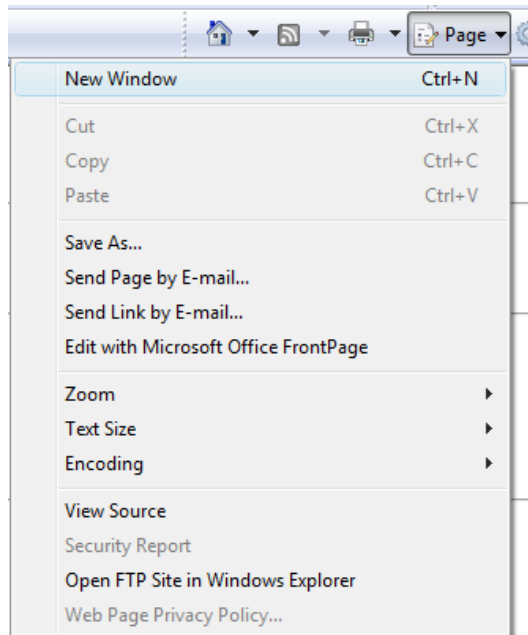 Page
New Window Ctrl+N
Cut Ctrl+X
Copy Ctrl+C
Paste Ctrl+V
Save As...
Send Page by E-mail...
Send Link by E-mail...
Edit with Microsoft Office FrontPage
Zoom
Text Size
Encoding
View Source
Security Report
Open FTP Site in Windows Explorer
Web Page Privacy Policy...